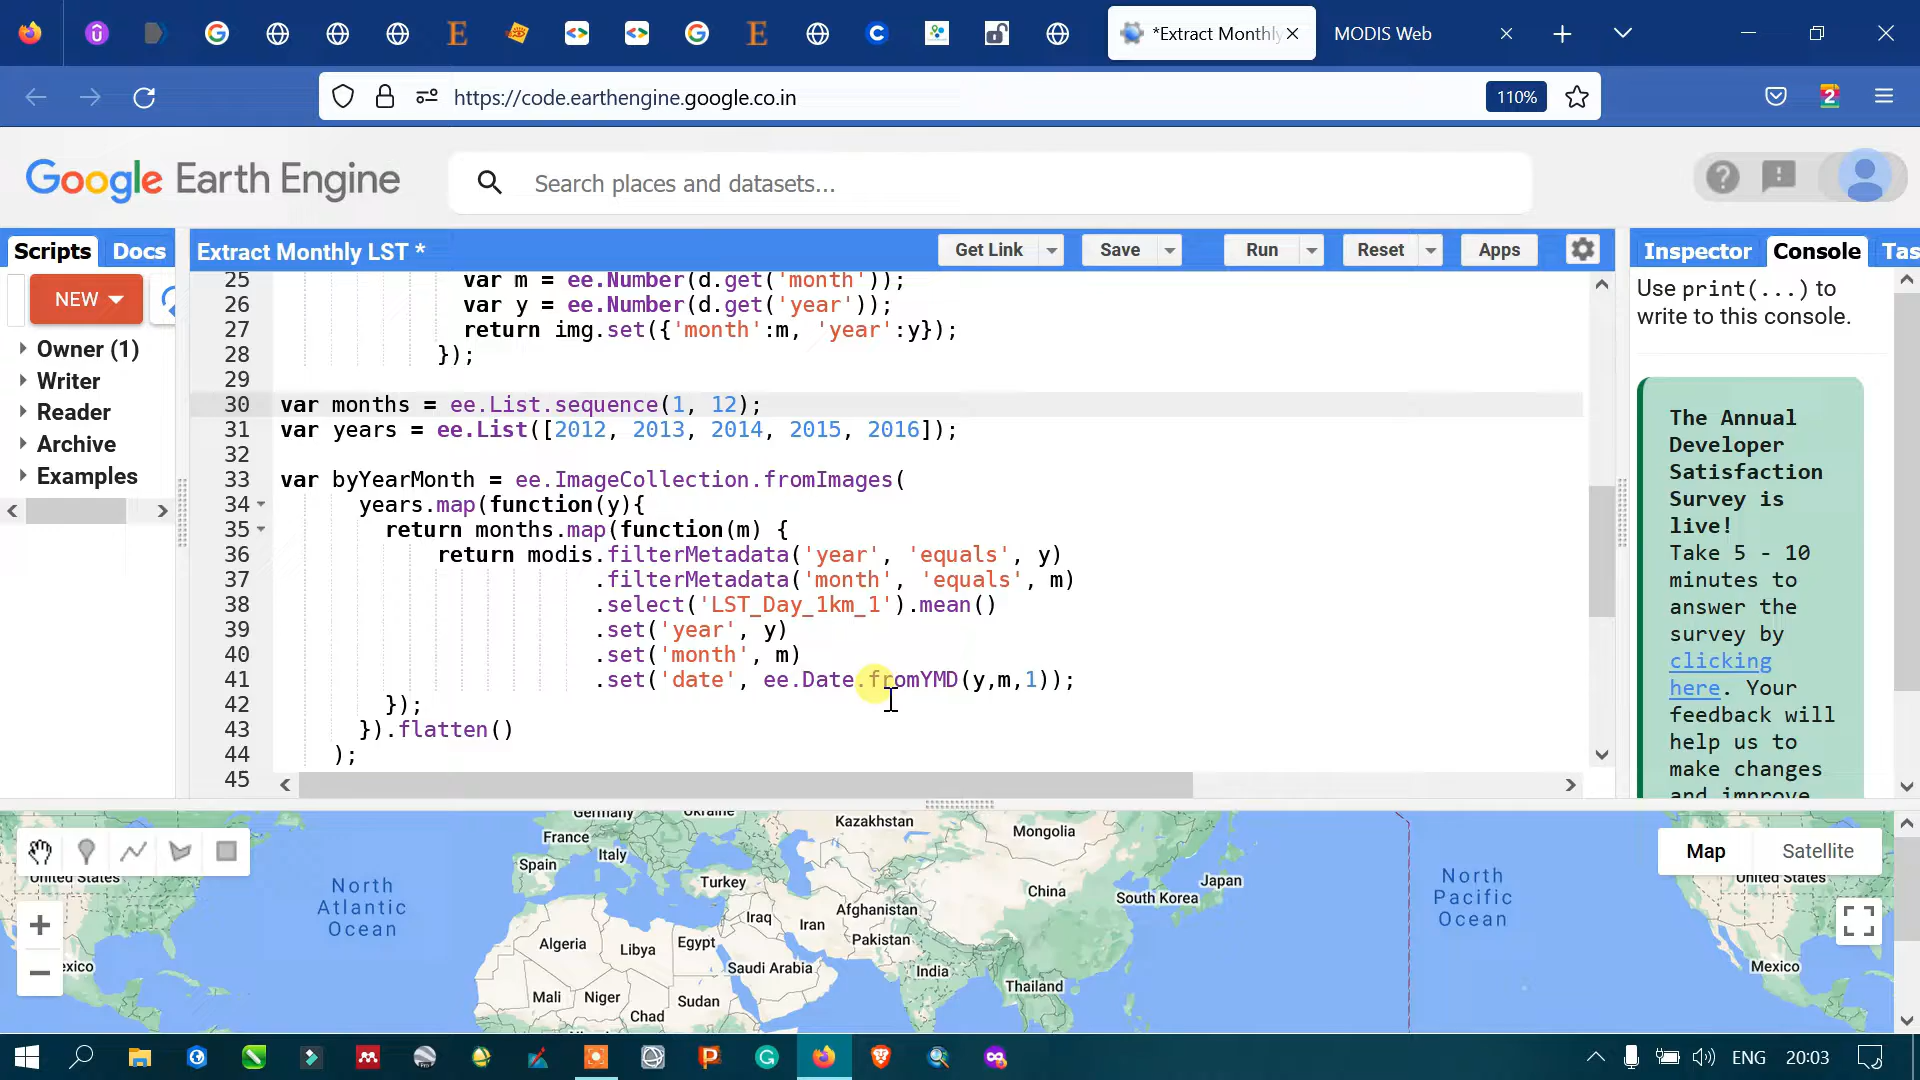 *Extract Monthly
MODIS Web
https://code.earthengine.google.co.in
110%
2
Google Earth Engine
Search places and datasets...
Scripts
Docs
Extract Monthly LST *
Get Link
Save
Run
Reset
Apps
Inspector
Console
Tas
NEW
Owner (1)
Writer
Reader
Archive
Examples
25 var m = ee.Number(d.get('month'));
26 var y = ee.Number(d.get('year'));
27 return img.set({'month':m, 'year':y});
28 });
29
30 var months = ee.List.sequence(1, 12);
31 var years = ee.List([2012, 2013, 2014, 2015, 2016]);
32
33 var byYearMonth = ee.ImageCollection.fromImages(
34 years.map(function(y){
35 return months.map(function(m) {
36 return modis.filterMetadata('year', 'equals', y)
37 .filterMetadata('month', 'equals', m)
38 .select('LST_Day_1km_1').mean()
39 .set('year', y)
40 .set('month', m)
41 .set('date', ee.Date.fromYMD(y,m,1));
42 });
43 }).flatten()
44 );
45
Use print(...) to
write to this console.
The Annual
Developer
Satisfaction
Survey is
live!
Take 5 - 10
minutes to
answer the
survey by
clicking
here. Your
feedback will
help us to
make changes
and improve
Germany
Ukraine
Kazakhstan
Mongolia
France
Italy
Spain
Turkey
China
South Korea
Japan
Iraq
Iran
Afghanistan
Pakistan
Algeria
Libya
Egypt
Saudi Arabia
India
Thailand
Mali
Niger
Sudan
Chad
United States
exico
North
Atlantic
Ocean
North
Pacific
Ocean
Map
Satellite
United States
Mexico
ENG
20:03